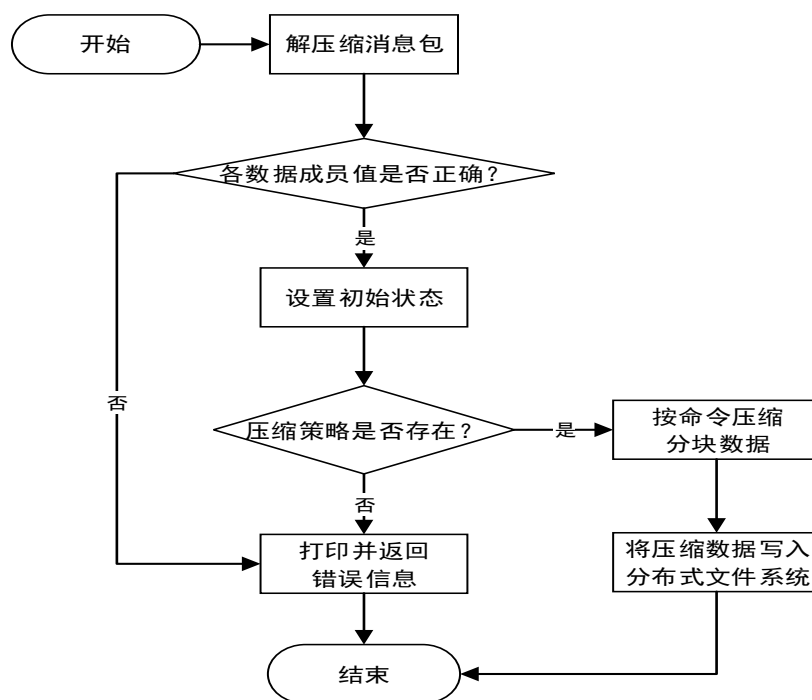 开始
解压缩消息包
各数据成员值是否正确？
是
设置初始状态
否
压缩策略是否存在？
是
按命令压缩
分块数据
否
打印并返回
错误信息
将压缩数据写入
分布式文件系统
结束